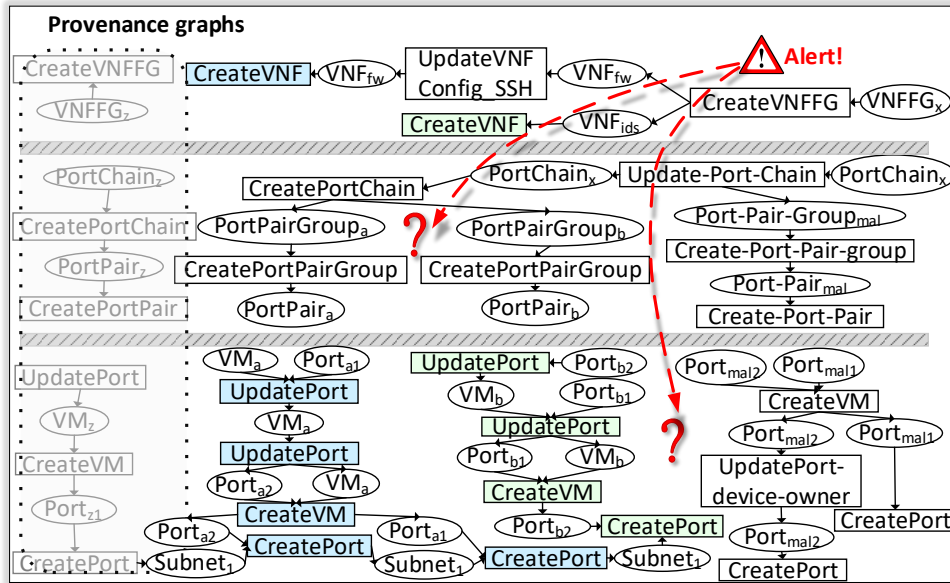 Provenance graphs
CreateVNFFG
VNFFGz
CreateVNF
VNFfw
UpdateVNF
Config_SSH
VNFfw
Alert!
CreateVNFFG
VNFFGx
CreateVNF
VNFids
PortChainz
CreatePortChain
PortPairz
CreatePortPair
CreatePortChain
PortChainx
Update-Port-Chain
PortChainx
PortPairGroupa
?
PortPairGroupb
Port-Pair-Groupmal
CreatePortPairGroup
CreatePortPairGroup
Create-Port-Pair-group
PortPaira
PortPairb
Port-Pairmal
Create-Port-Pair
UpdatePort
VMz
CreateVM
Portz1
CreatePort
VMa
Porta1
UpdatePort
VMa
UpdatePort
Porta2
VMa
CreateVM
Porta2
CreatePort
Porta1
Subnet1
Subnet1
CreatePort
Subnet1
UpdatePort
Portb2
VMb
Portb1
UpdatePort
Portb1
VMb
CreateVM
Portb2
CreatePort
?
Portmal2
Portmal1
CreateVM
Portmal2
Portmal1
UpdatePort-
device-owner
CreatePort
Portmal2
CreatePort